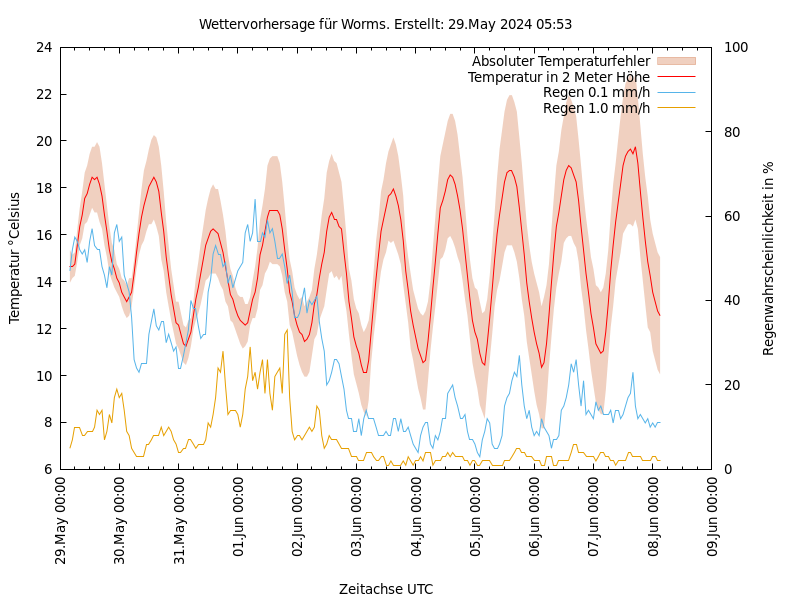 Wettervorhersage für Worms. Erstellt: 29.May 2024 05:53
24
22
20
18
16
14
12
10
8
6
100
80
60
40
20
0
Absoluter Temperaturfehler
Temperatur in 2 Meter Höhe
Regen 0.1 mm/h
Regen 1.0 mm/h
Temperatur °Celsius
Regenwahrscheinlichkeit in %
29.May 00:00
30.May 00:00
31.May 00:00
01.Jun 00:00
02.Jun 00:00
03.Jun 00:00
04.Jun 00:00
05.Jun 00:00
06.Jun 00:00
07.Jun 00:00
08.Jun 00:00
09.Jun 00:00
Zeitachse UTC